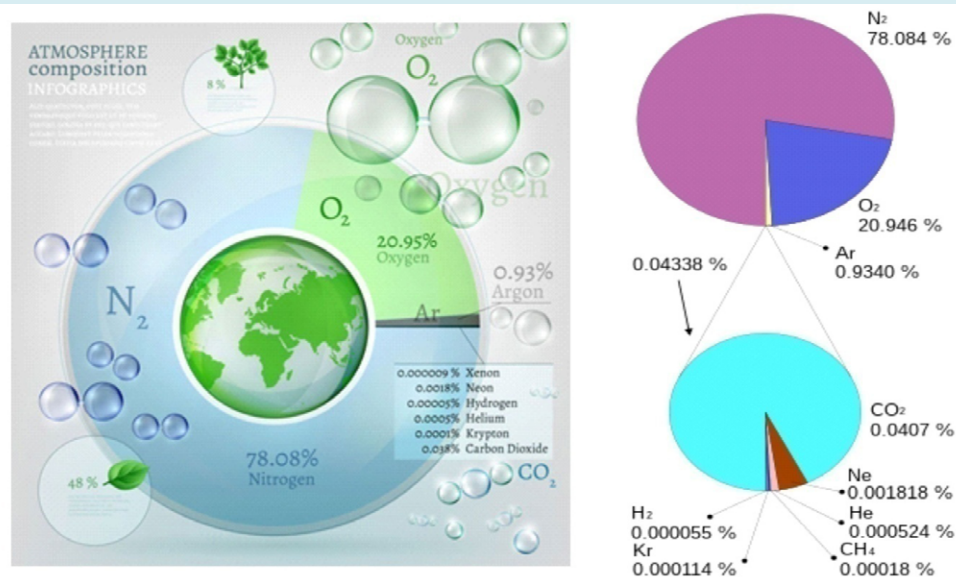 ATMOSPHERE
composition
INFOGRAPHICS
8 %
Oxygen
O₂
Oxygen
O₂
20.95%
Oxygen
N₂
0.93%
Argon
Ar
0.000009 % Xenon
0.0018% Neon
0.00005% Hydrogen
0.0005% Helium
0.0001% Krypton
0.038% Carbon Dioxide
78.08%
Nitrogen
CO₂
48 %
N₂
78.084 %
O₂
20.946 %
Ar
0.9340 %
0.04338 %
CO₂
0.0407 %
Ne
0.001818 %
He
0.000524 %
CH₄
0.00018 %
H₂
0.000055 %
Kr
0.000114 %